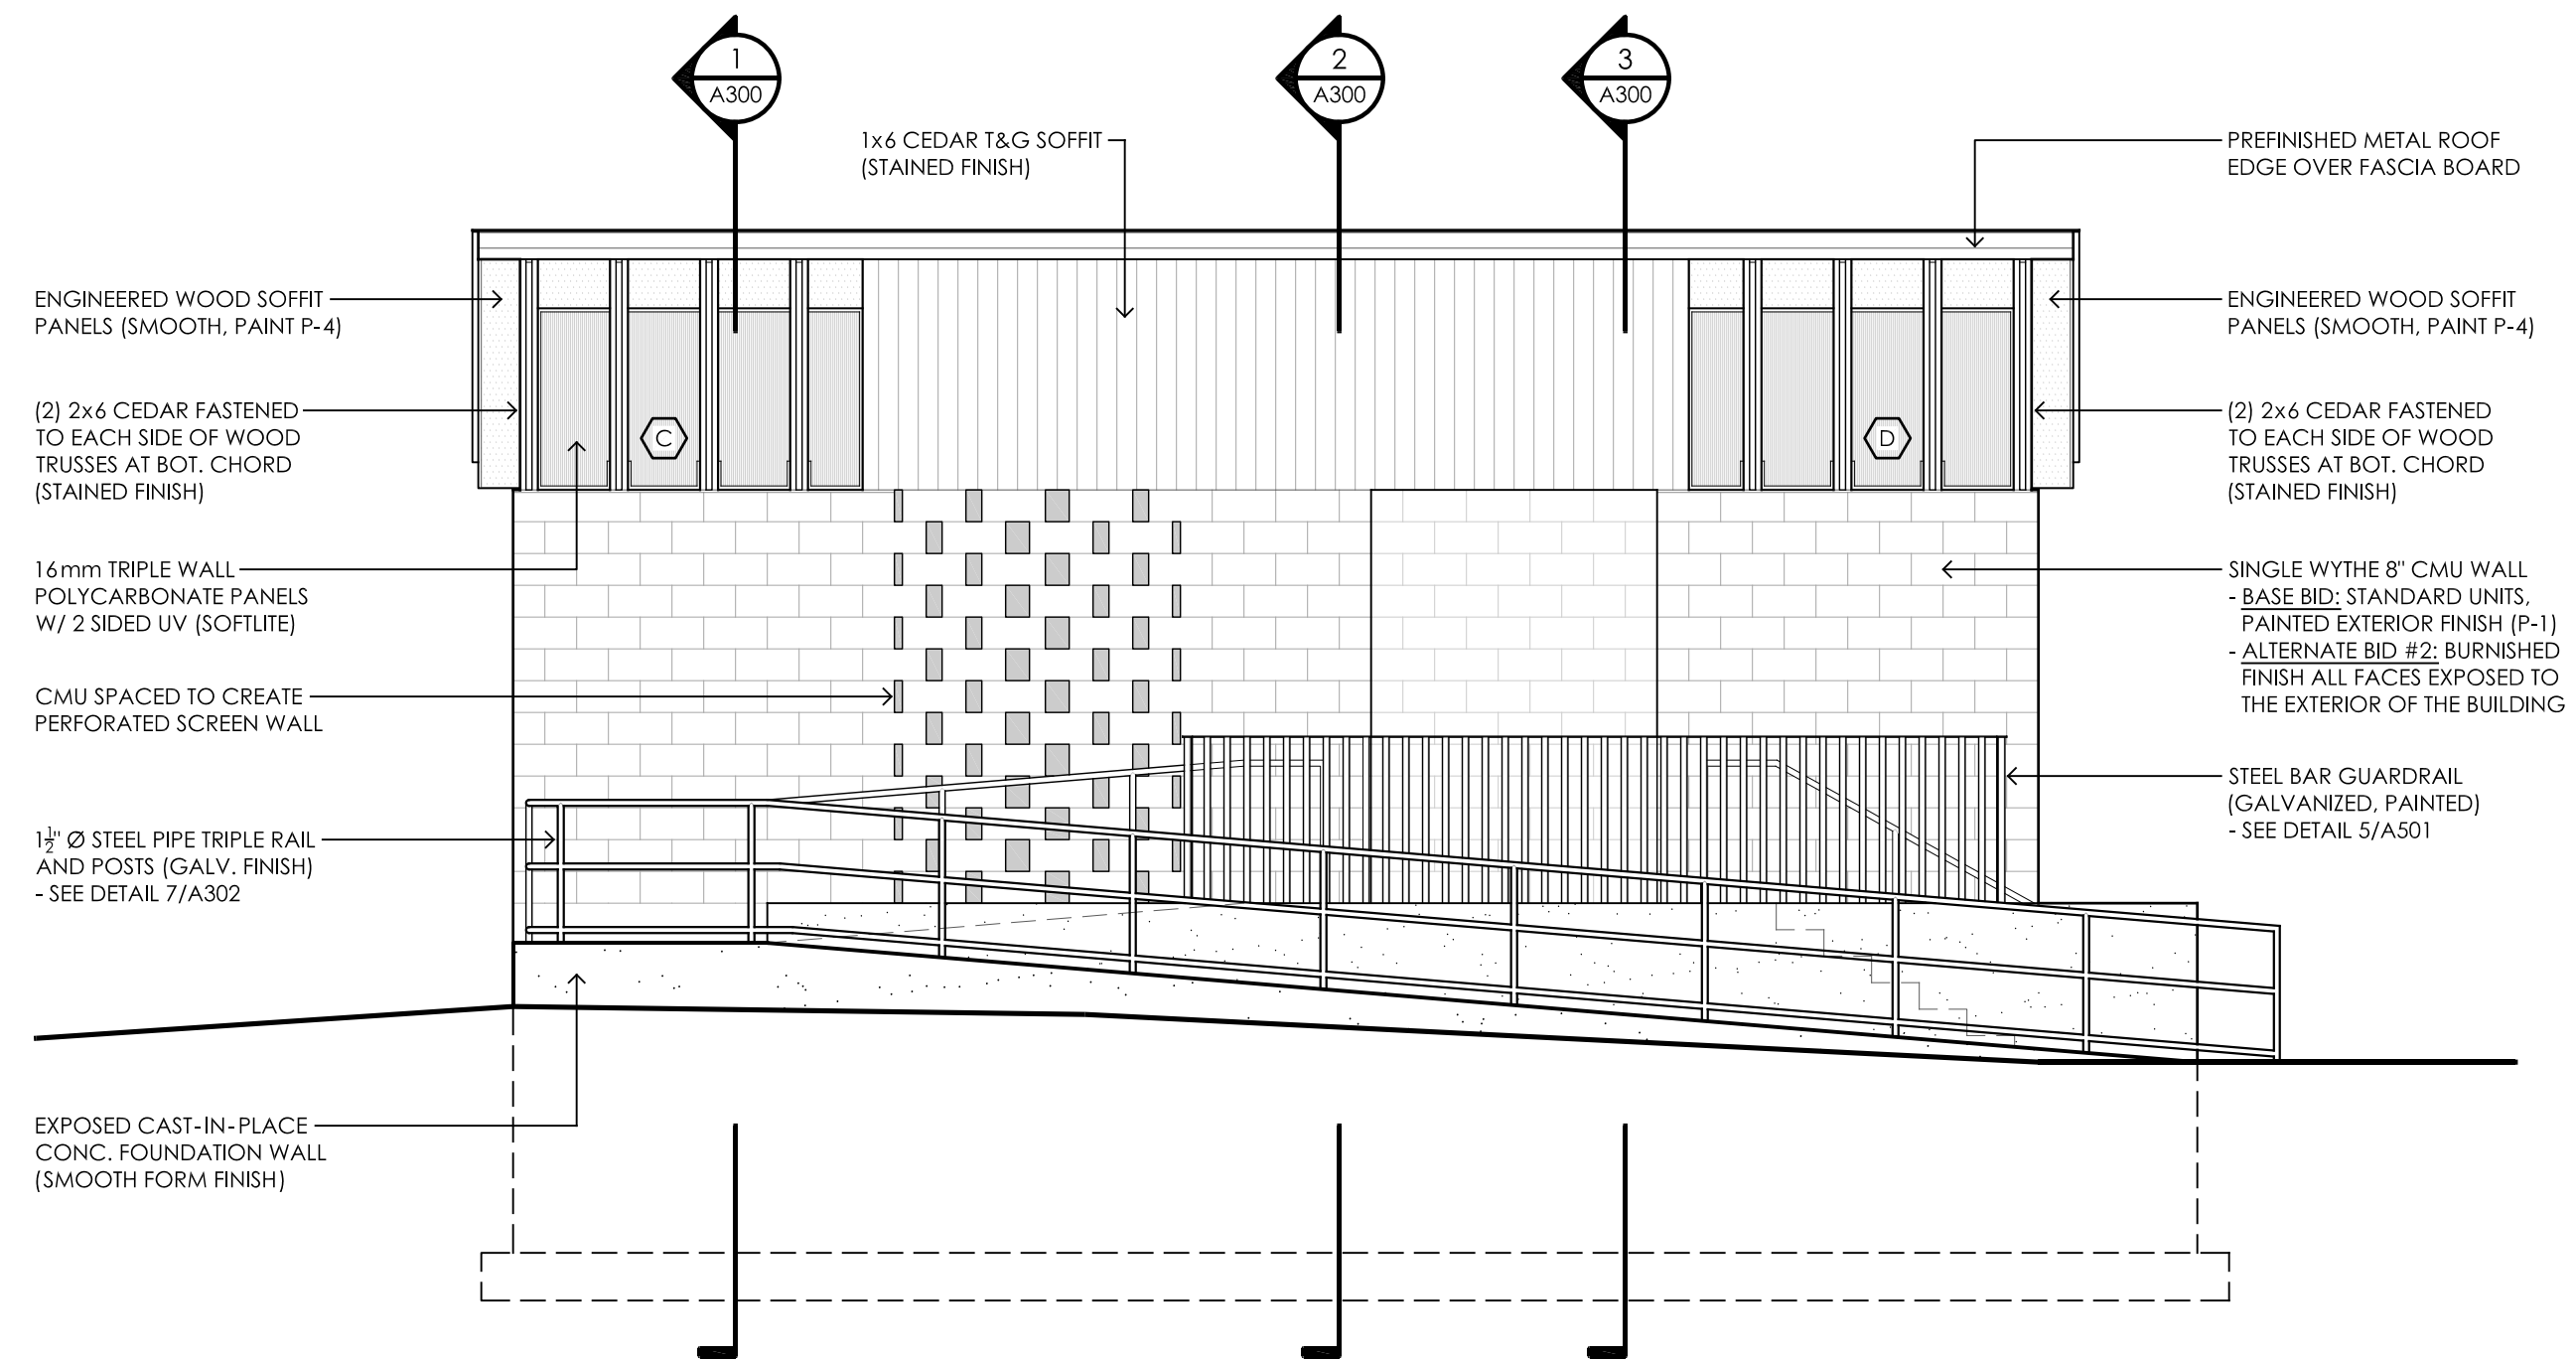 1
A300
2
A300
3
A300
1x6 CEDAR T&G SOFFIT
(STAINED FINISH)
PREFINISHED METAL ROOF
EDGE OVER FASCIA BOARD
ENGINEERED WOOD SOFFIT
PANELS (SMOOTH, PAINT P-4)
(2) 2x6 CEDAR FASTENED
TO EACH SIDE OF WOOD
TRUSSES AT BOT. CHORD
(STAINED FINISH)
16mm TRIPLE WALL
POLYCARBONATE PANELS
W/ 2 SIDED UV (SOFTLITE)
CMU SPACED TO CREATE
PERFORATED SCREEN WALL
1½" Ø STEEL PIPE TRIPLE RAIL
AND POSTS (GALV. FINISH)
- SEE DETAIL 7/A302
EXPOSED CAST-IN-PLACE
CONC. FOUNDATION WALL
(SMOOTH FORM FINISH)
C
D
ENGINEERED WOOD SOFFIT
PANELS (SMOOTH, PAINT P-4)
(2) 2x6 CEDAR FASTENED
TO EACH SIDE OF WOOD
TRUSSES AT BOT. CHORD
(STAINED FINISH)
SINGLE WYTHE 8" CMU WALL
- BASE BID: STANDARD UNITS,
PAINTED EXTERIOR FINISH (P-1)
- ALTERNATE BID #2: BURNISHED
FINISH ALL FACES EXPOSED TO
THE EXTERIOR OF THE BUILDING
STEEL BAR GUARDRAIL
(GALVANIZED, PAINTED)
- SEE DETAIL 5/A501